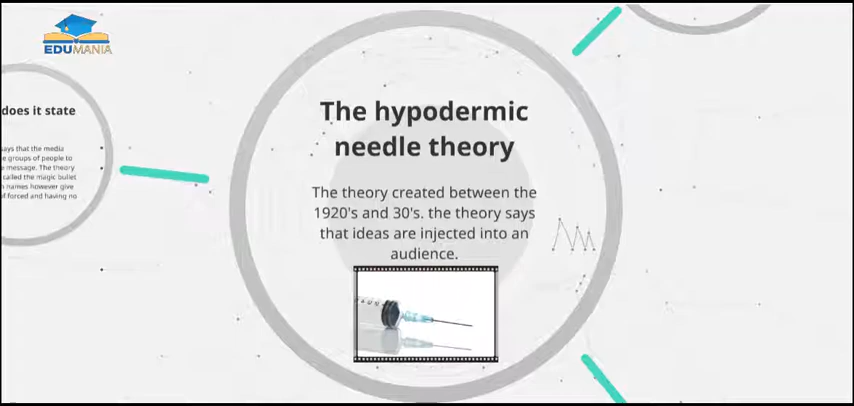 EDUMANIA
does it state
says that the media
e groups of people to
e message. The theory
called the magic bullet
names however give
f forced and having no
The hypodermic
needle theory
The theory created between the
1920's and 30's. the theory says
that ideas are injected into an
audience.